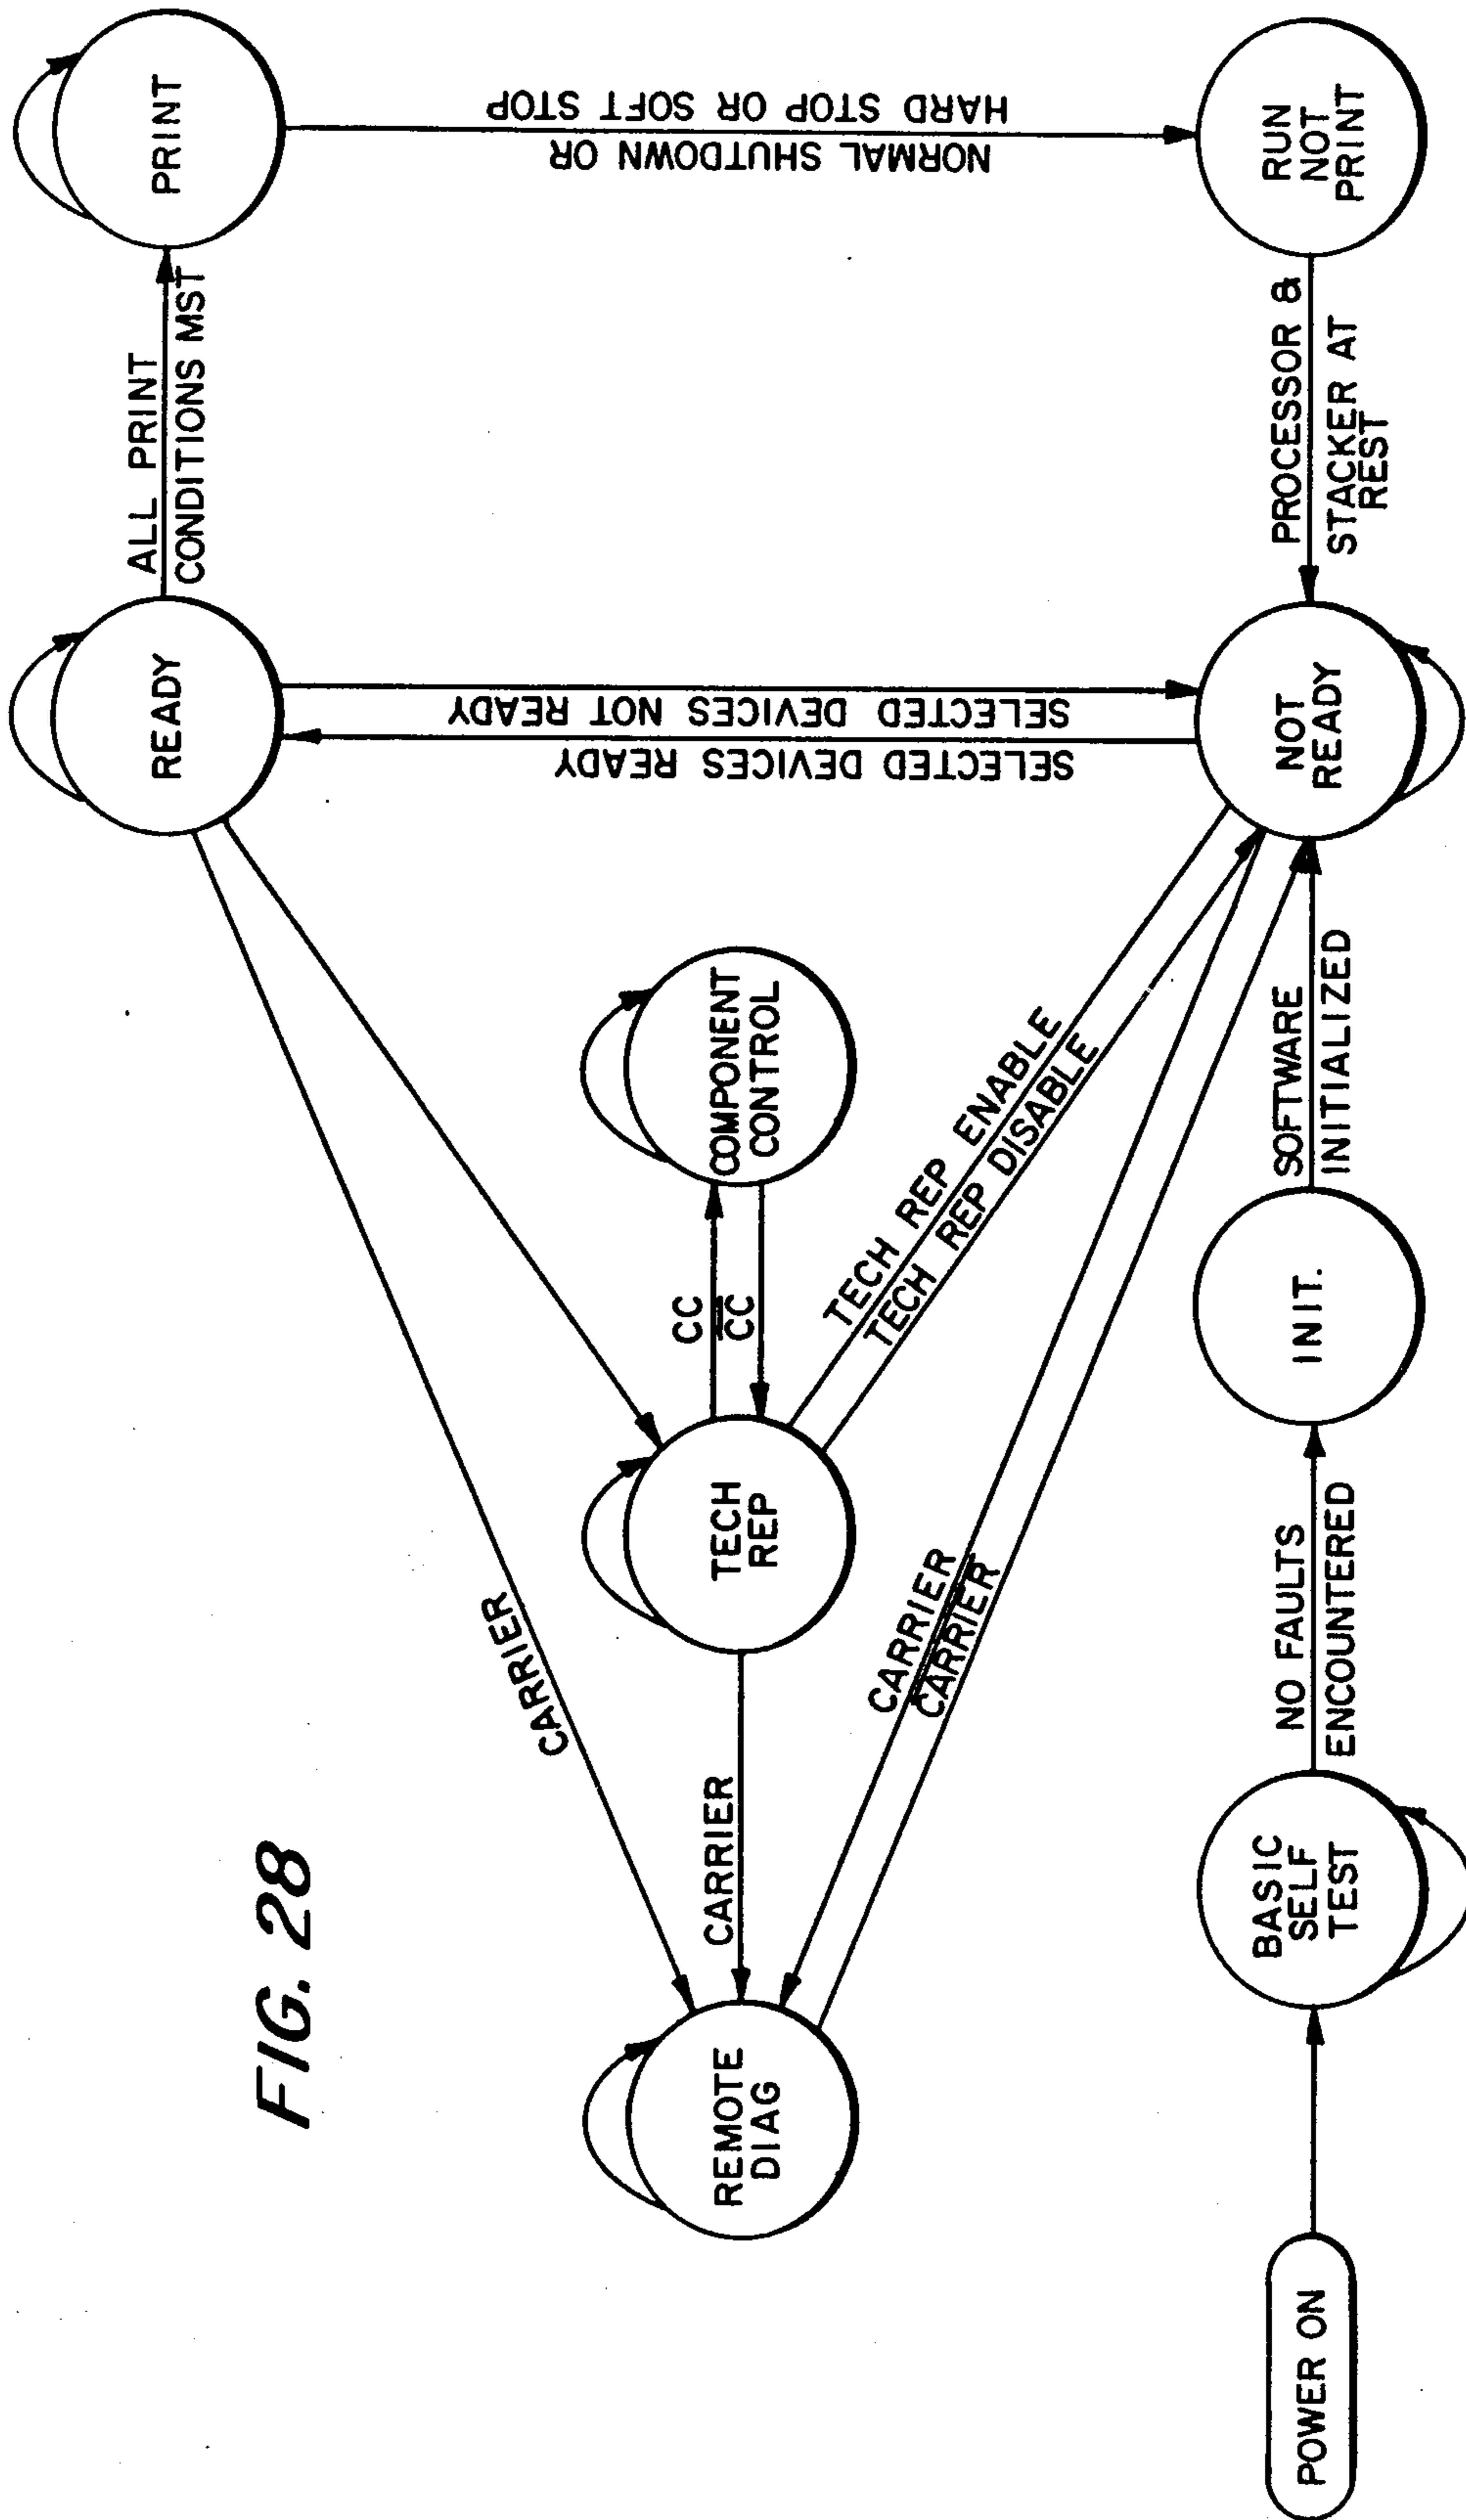 FIG. 28
READY
ALL PRINT
CONDITIONS MST
PRINT
CARRIER
SELECTED DEVICES NOT READY
SELECTED DEVICES READY
HARD STOP OR SOFT STOP
NORMAL SHUTDOWN OR
REMOTE
DIAG
CARRIER
TECH
REP
CC
CC
COMPONENT
CONTROL
TECH REP ENABLE
TECH REP DISABLE
CARRIER
CARRIER
POWER ON
BASIC
SELF
TEST
NO FAULTS
ENCOUNTERED
INIT.
SOFTWARE
INITIALIZED
NOT
READY
PROCESSOR &
STACKER AT
REST
RUN
NOT
PRINT